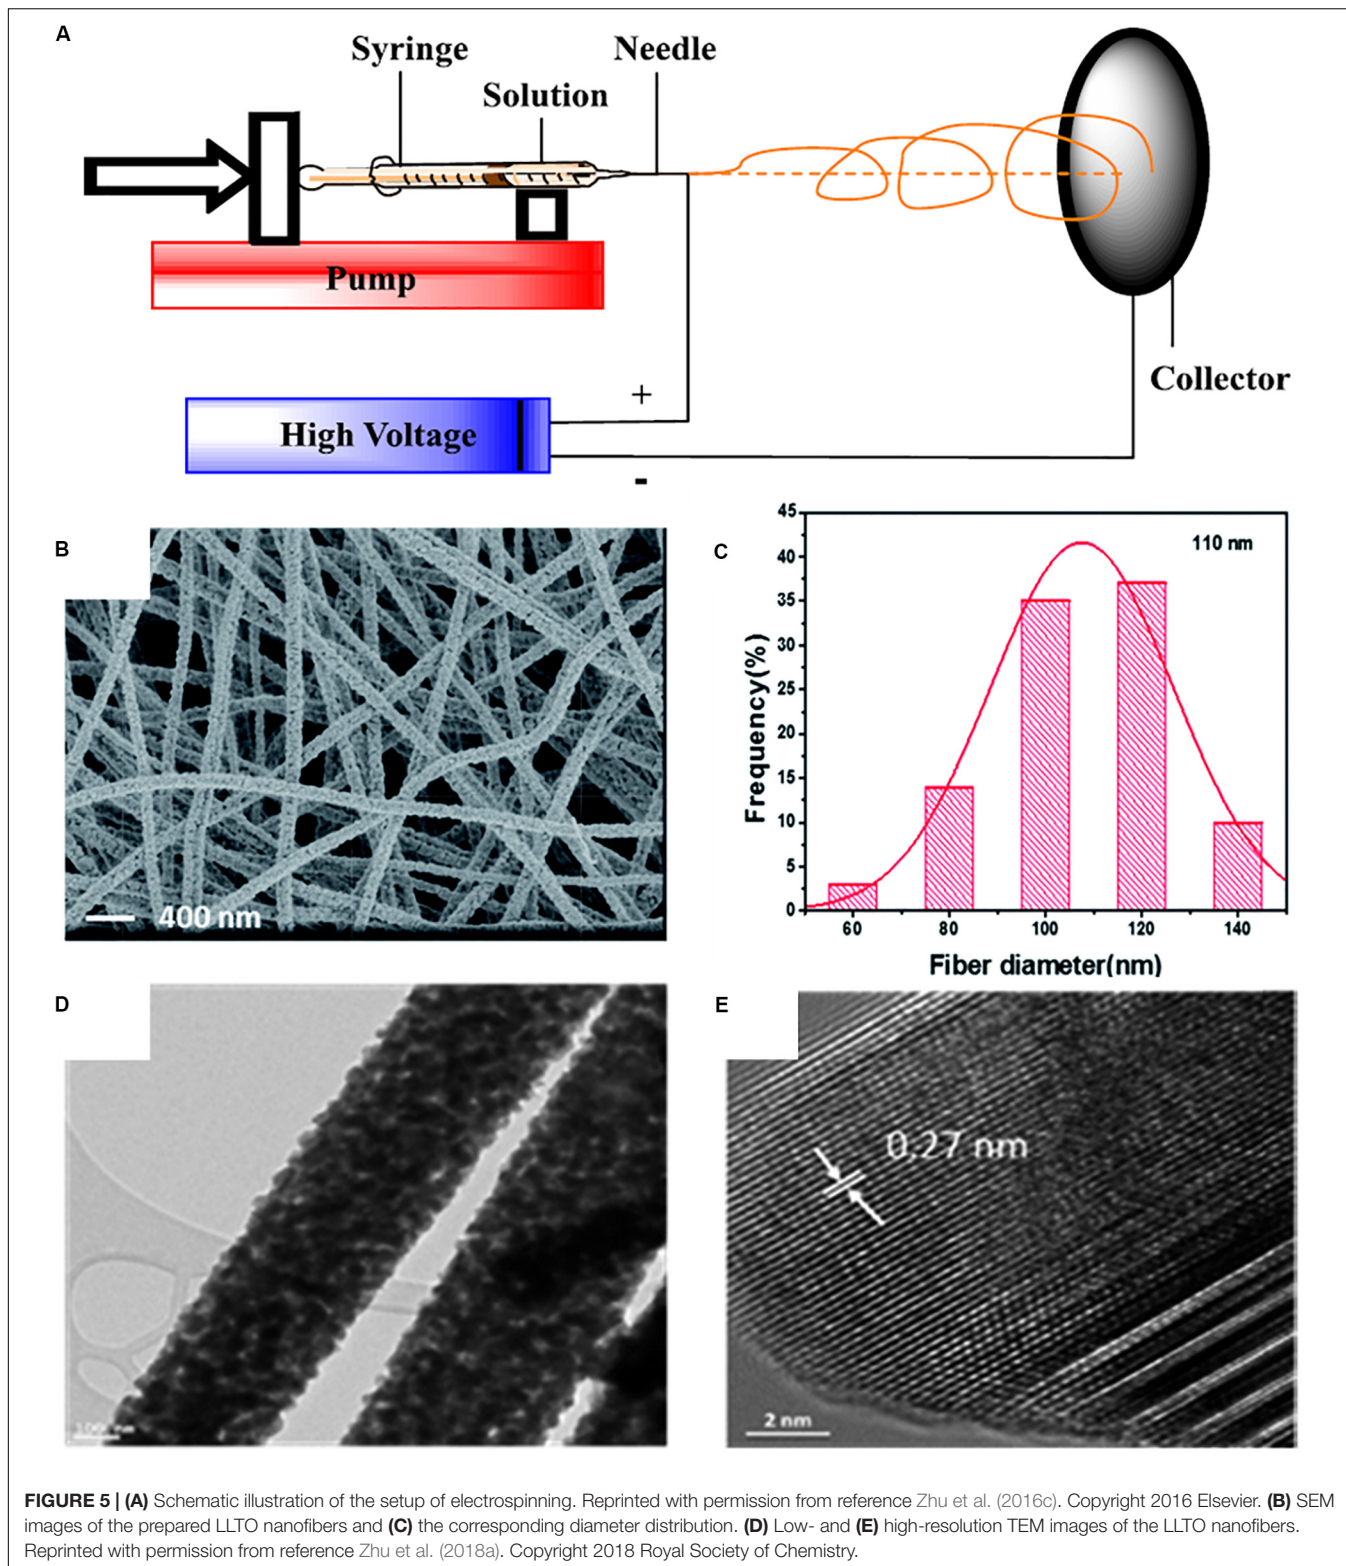 A
Syringe
Needle
Solution
Pump
Collector
+
High Voltage
-
B
400 nm
C
45
40
35
30
25
20
15
10
5
0
110 nm
Frequency(%)
60 80 100 120 140
Fiber diameter(nm)
D
100 nm
E
0.27 nm
2 nm
FIGURE 5 | (A) Schematic illustration of the setup of electrospinning. Reprinted with permission from reference Zhu et al. (2016c). Copyright 2016 Elsevier. (B) SEM
images of the prepared LLTO nanofibers and (C) the corresponding diameter distribution. (D) Low- and (E) high-resolution TEM images of the LLTO nanofibers.
Reprinted with permission from reference Zhu et al. (2018a). Copyright 2018 Royal Society of Chemistry.